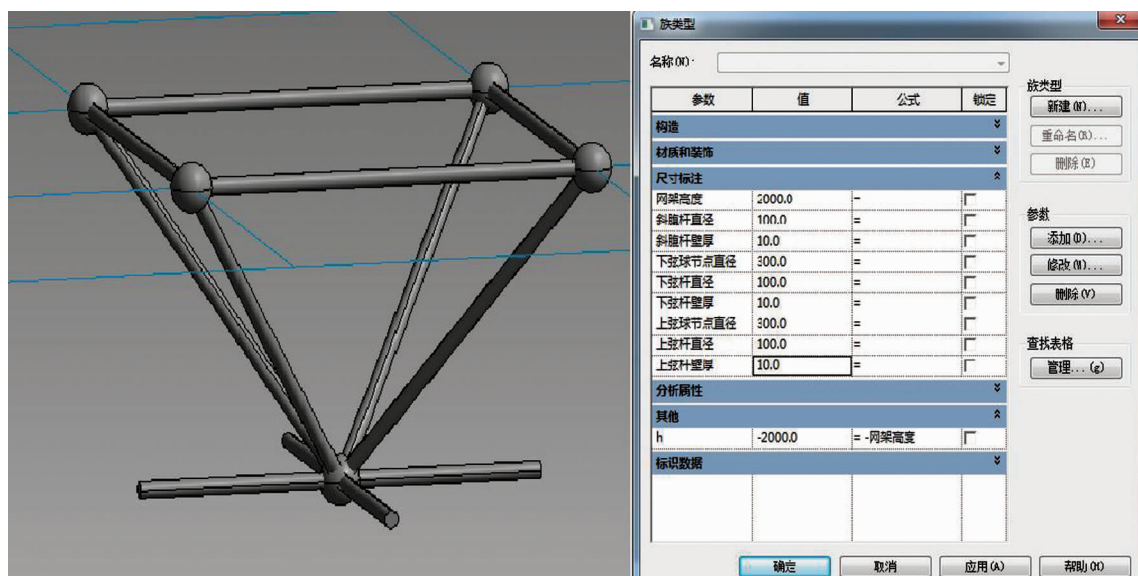 族类型
名称(N):
参数 值 公式 锁定
构造
材质和装饰
尺寸标注
网架高度 2000.0 =
斜腹杆直径 100.0 =
斜腹杆壁厚 10.0 =
下弦球节点直径 300.0 =
下弦杆直径 100.0 =
下弦杆壁厚 10.0 =
上弦球节点直径 300.0 =
上弦杆直径 100.0 =
上弦杆壁厚 10.0 =
分析属性
其他
h -2000.0 = -网架高度
标识数据
族类型
新建(N)...
重命名(R)...
删除(E)
参数
添加(D)...
修改(M)...
删除(V)
查找表格
管理...(g)
确定 取消 应用(A) 帮助(H)